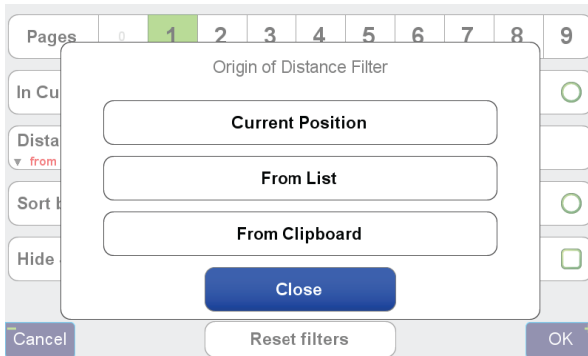 Pages 0 1 2 3 4 5 6 7 8 9
Origin of Distance Filter
In Cu
Current Position
Dista
from
From List
Sort b
From Clipboard
Hide
Close
Cancel
Reset filters
OK